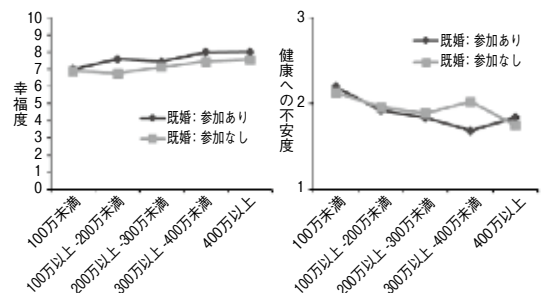 10
9
8
7
6
5
4
3
2
1
0
幸福度
既婚：参加あり
既婚：参加なし
100万未満
100万以上-200万未満
200万以上-300万未満
300万以上-400万未満
400万以上
3
2
1
健康への不安度
既婚：参加あり
既婚：参加なし
100万未満
100万以上-200万未満
200万以上-300万未満
300万以上-400万未満
400万以上